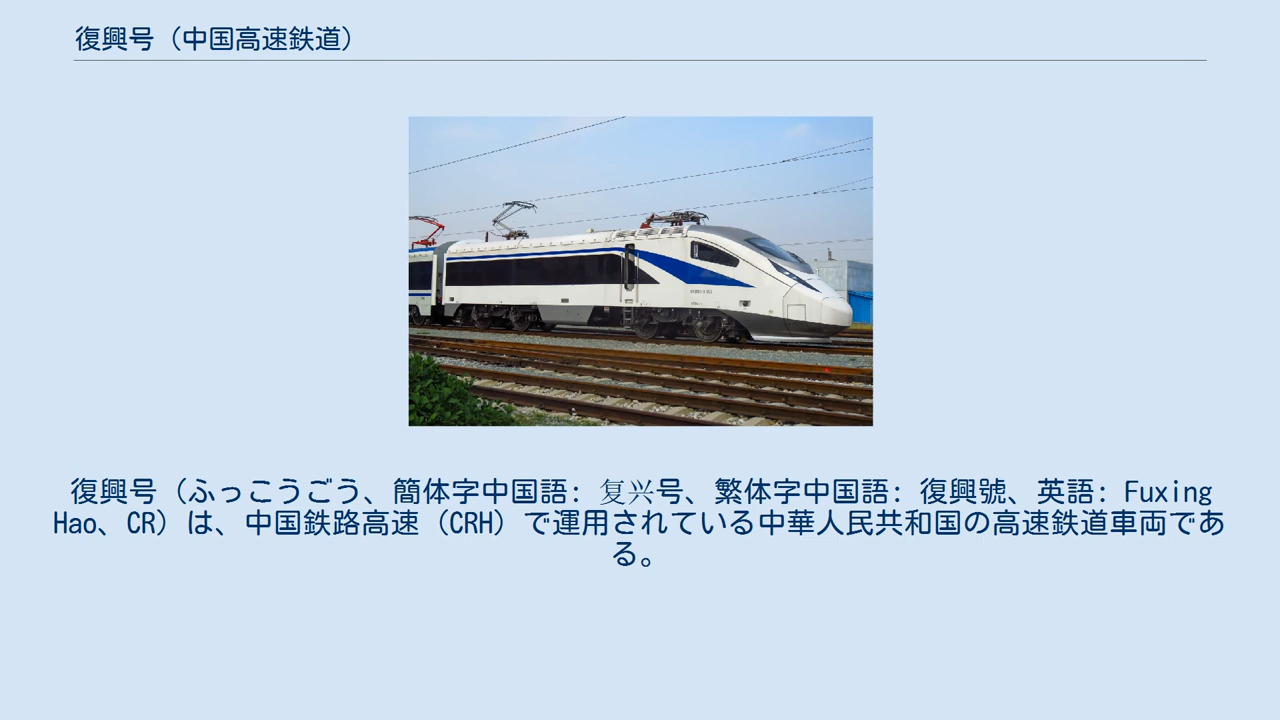 復興号（中国高速鉄道）
復興号（ふっこうごう、簡体字中国語: 复兴号、繁体字中国語: 復興號、英語: Fuxing
Hao、CR）は、中国鉄路高速（CRH）で運用されている中華人民共和国の高速鉄道車両であ
る。